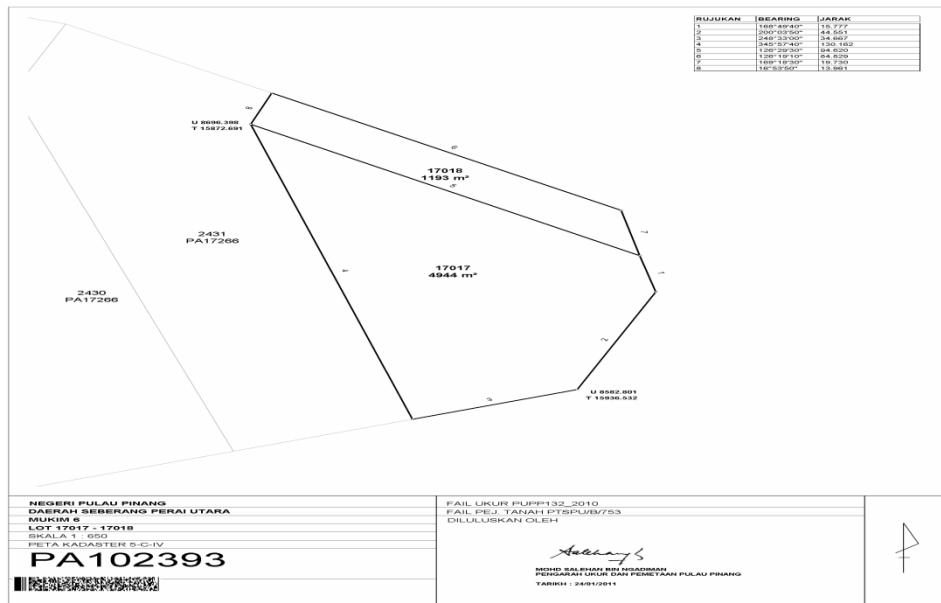 RUJUKAN BEARING JARAK
1 168°49'40" 15.777
2 200°03'50" 44.551
3 248°33'00" 34.667
4 345°57'40" 130.162
5 126°29'30" 94.620
6 126°19'10" 84.829
7 169°18'30" 19.730
8 16°53'50" 13.961
8
U 8696.398
T 15872.691
6
17018
1193 m²
5
7
2431
PA17266
17017
4944 m²
4
1
2430
PA17266
2
U 8582.801
T 15936.532
3
NEGERI PULAU PINANG
DAERAH SEBERANG PERAI UTARA
MUKIM 6
LOT 17017 - 17018
SKALA 1 : 650
PETA KADASTER 5-C-IV
PA102393
FAIL UKUR PUPP132_2010
FAIL PEJ. TANAH PTSPU/B/753
DILULUSKAN OLEH
MOHD SALEHAN BIN NGADIMAN
PENGARAH UKUR DAN PEMETAAN PULAU PINANG
TARIKH : 24/01/2011